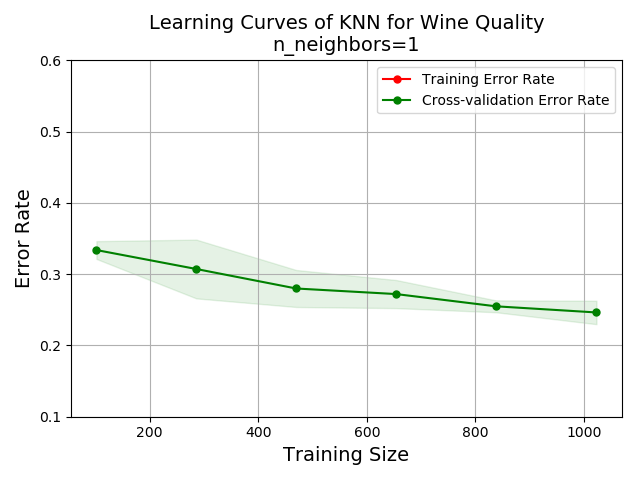 Learning Curves of KNN for Wine Quality
n_neighbors=1
Training Error Rate
Cross-validation Error Rate
Error Rate
0.6
0.5
0.4
0.3
0.2
0.1
200 400 600 800 1000
Training Size